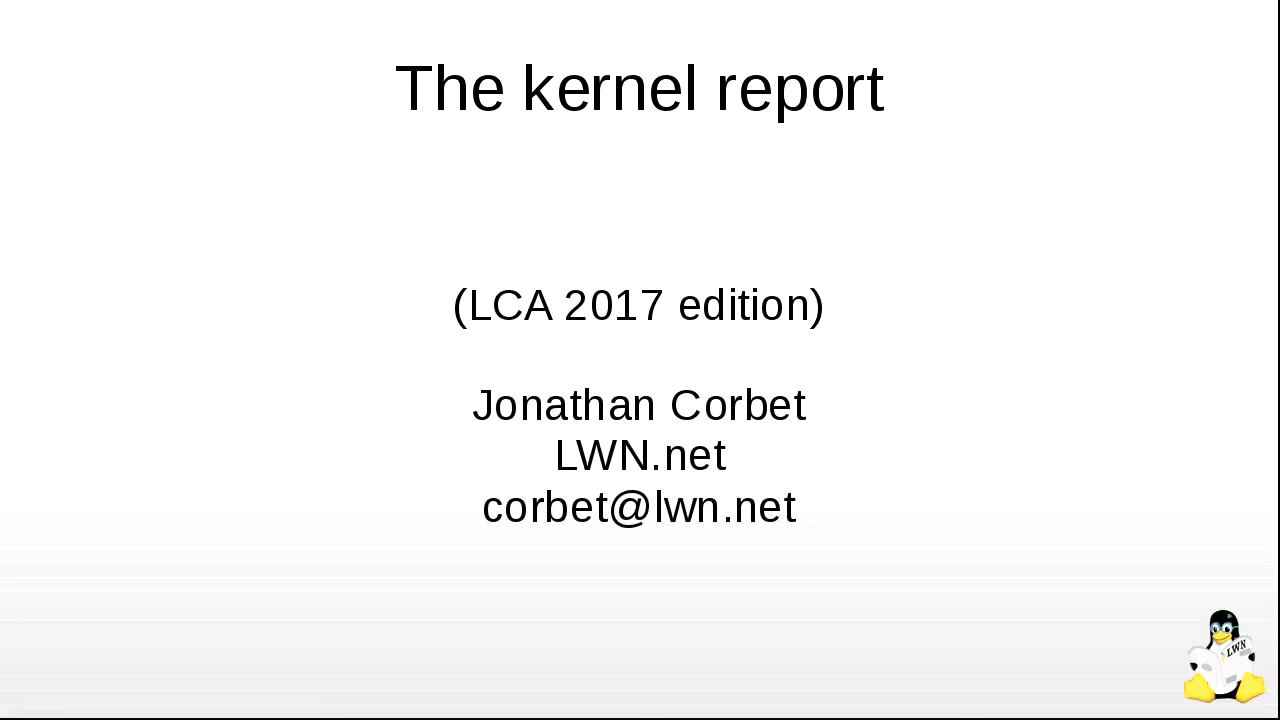 The kernel report
(LCA 2017 edition)
Jonathan Corbet
LWN.net
corbet@lwn.net
LWN